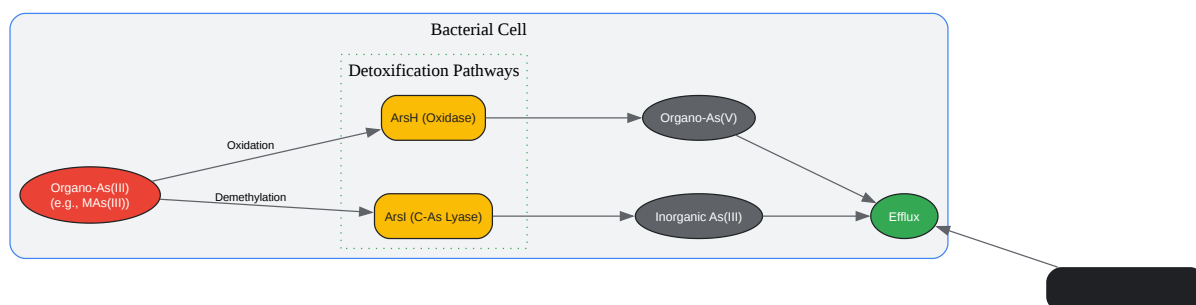 Bacterial Cell
Detoxification Pathways
ArsH (Oxidase)
Organo-As(V)
Oxidation
Organo-As(III)
(e.g., MAs(III))
Demethylation
ArsI (C-As Lyase)
Inorganic As(III)
Efflux